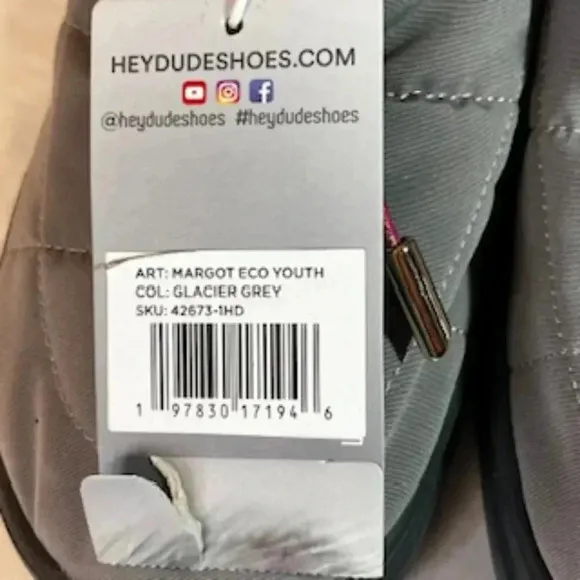 HEYDUDESHOES.COM
@heydudeshoes #heydudeshoes
ART: MARGOT ECO YOUTH
COL: GLACIER GREY
SKU: 42673-1HD
1 97830 17194 6